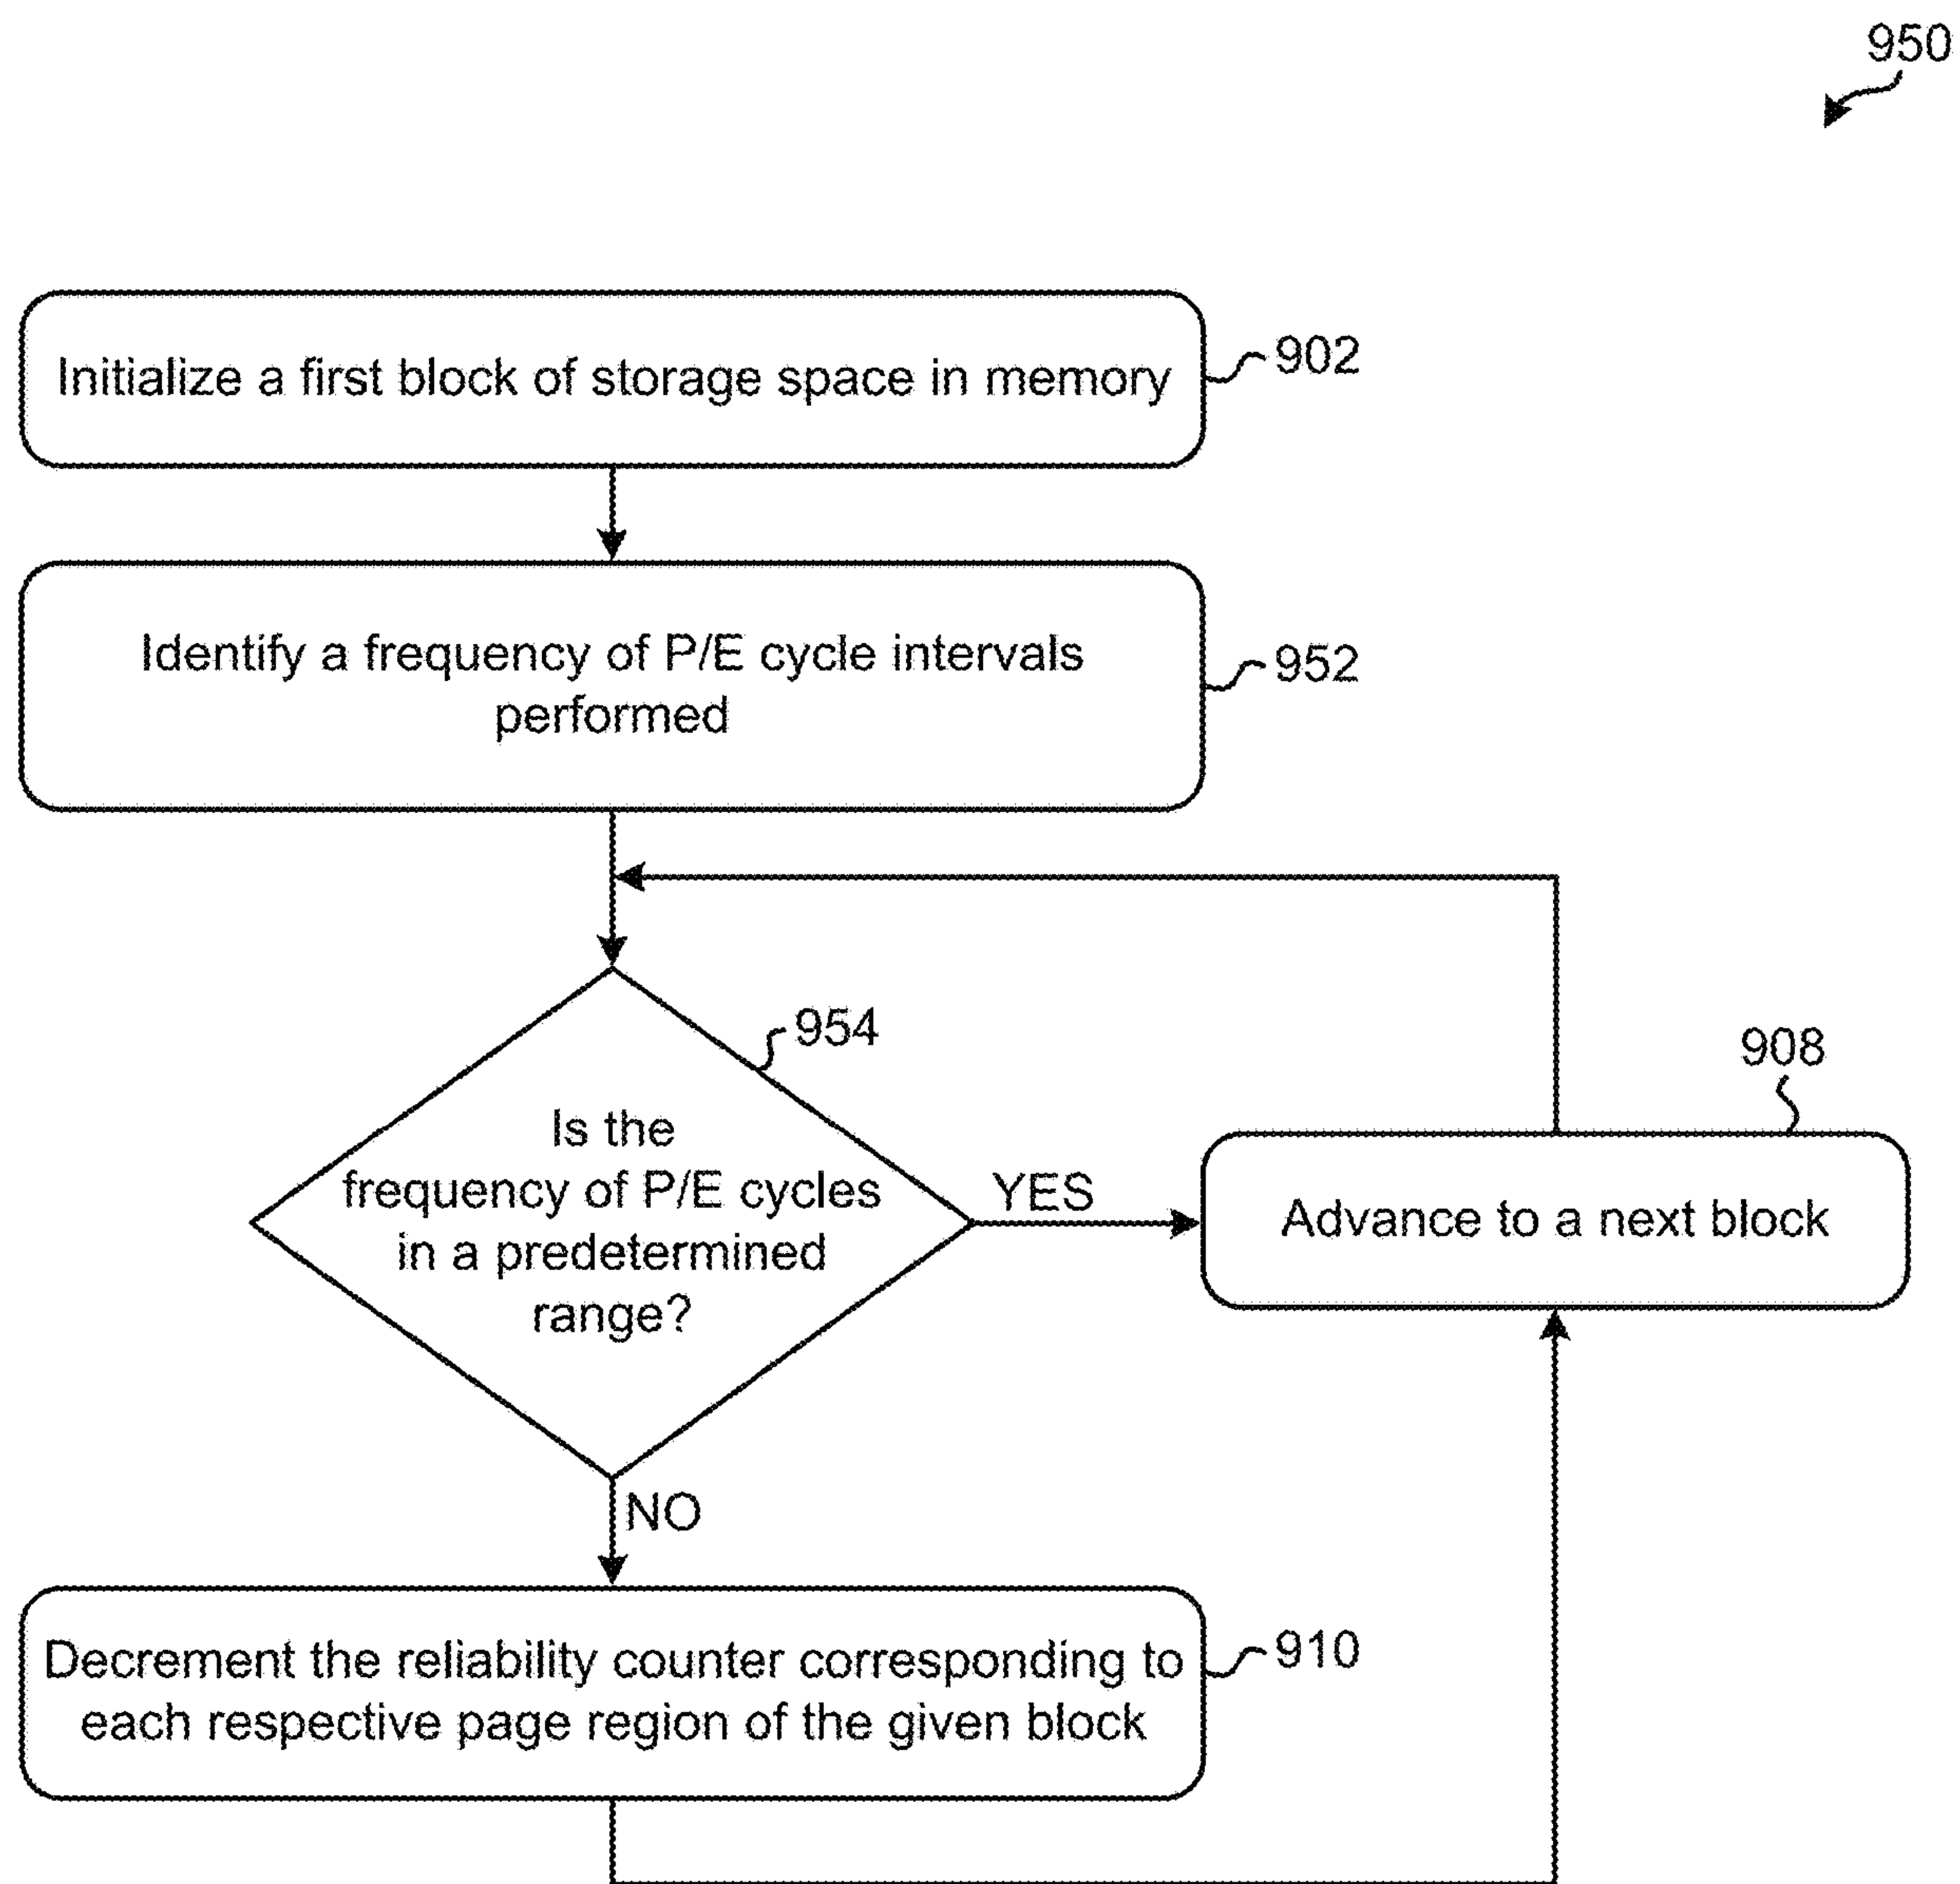 950
Initialize a first block of storage space in memory
902
Identify a frequency of P/E cycle intervals
performed
952
954
Is the
frequency of P/E cycles
in a predetermined
range?
YES
908
Advance to a next block
NO
Decrement the reliability counter corresponding to
each respective page region of the given block
910